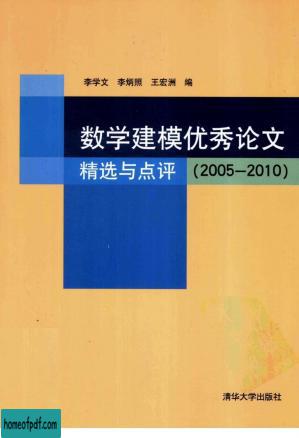 李学文 李炳照 王宏洲 编
数学建模优秀论文
精选与点评 (2005—2010)
清华大学出版社
homeofpdf.com